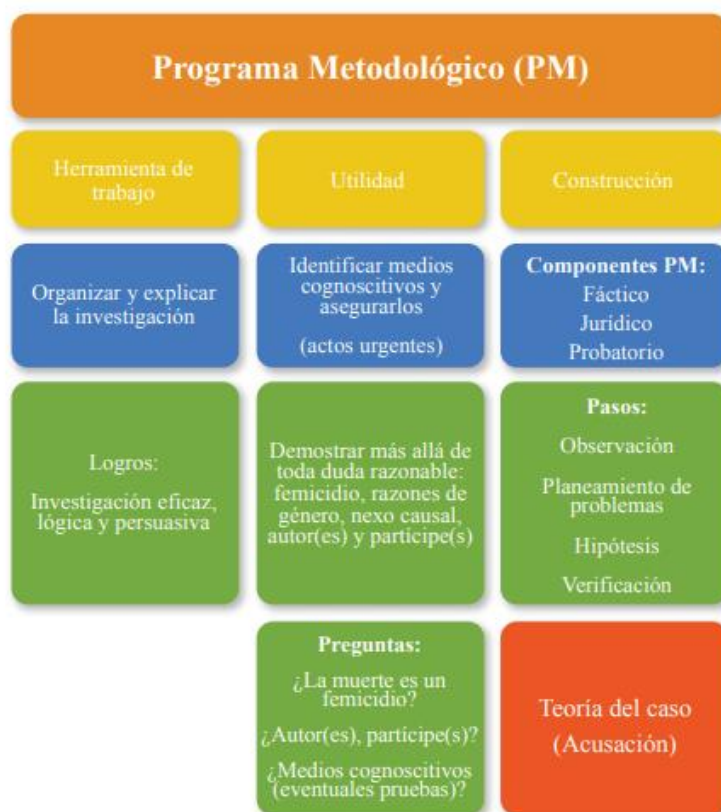 Programa Metodológico (PM)
Herramienta de
trabajo
Utilidad
Construcción
Organizar y explicar
la investigación
Identificar medios
cognoscitivos y
asegurarlos
(actos urgentes)
Componentes PM:
Fáctico
Jurídico
Probatorio
Logros:
Investigación eficaz,
lógica y persuasiva
Demostrar más allá de
toda duda razonable:
femicidio, razones de
género, nexo causal,
autor(es) y partícipe(s)
Pasos:
Observación
Planeamiento de
problemas
Hipótesis
Verificación
Preguntas:
¿La muerte es un
femicidio?
¿Autor(es), partícipe(s)?
¿Medios cognoscitivos
(eventuales pruebas)?
Teoría del caso
(Acusación)